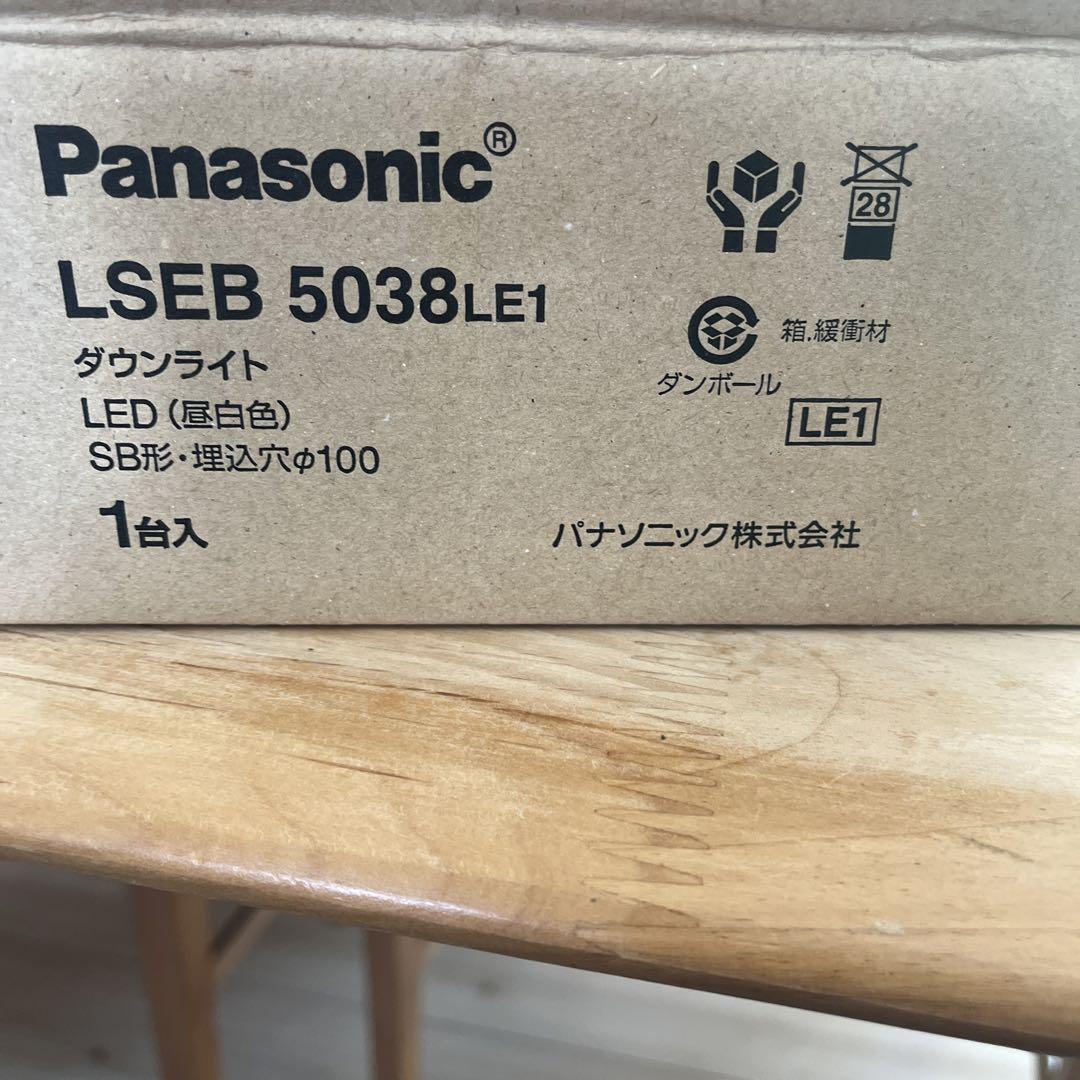 Panasonic®
LSEB 5038LE1
ダウンライト
LED(昼白色)
SB形・埋込穴φ100
1台入
28
箱,緩衝材
ダンボール
LE1
パナソニック株式会社